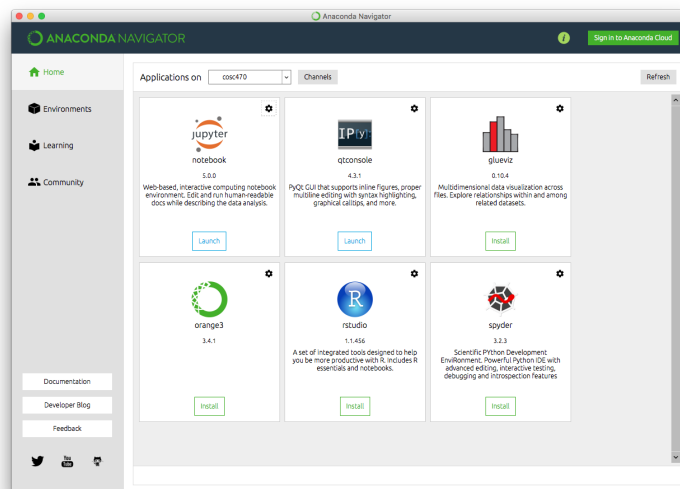 Anaconda Navigator
ANACONDA NAVIGATOR
i
Sign in to Anaconda Cloud
Home
Environments
Learning
Community
Documentation
Developer Blog
Feedback
You
Tube
Applications on
cosc470
Channels
Refresh
jupyter
notebook
5.0.0
Web-based, interactive computing notebook
environment. Edit and run human-readable
docs while describing the data analysis.
Launch
IP[y]:
qtconsole
4.3.1
PyQt GUI that supports inline figures, proper
multiline editing with syntax highlighting,
graphical calltips, and more.
Launch
glueviz
0.10.4
Multidimensional data visualization across
files. Explore relationships within and among
related datasets.
Install
orange3
3.4.1
Install
R
rstudio
1.1.456
A set of integrated tools designed to help
you be more productive with R. Includes R
essentials and notebooks.
Install
spyder
3.2.3
Scientific PYthon Development
EnviRonment. Powerful Python IDE with
advanced editing, interactive testing,
debugging and introspection features
Install